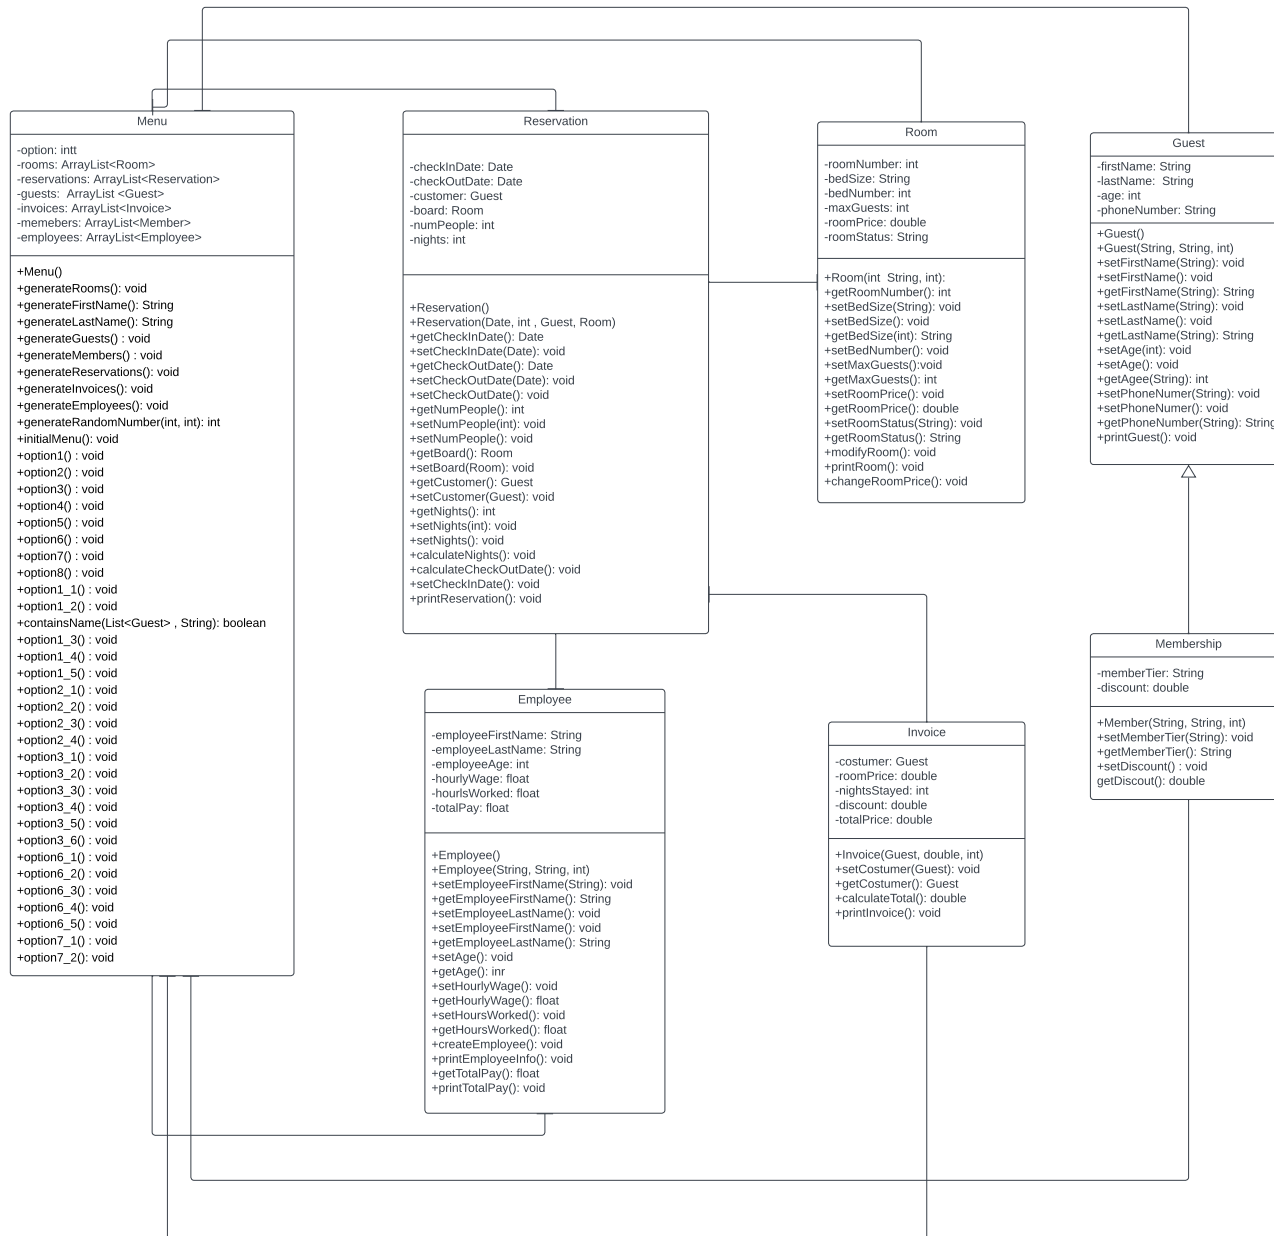 Menu
-option: intt
-rooms: ArrayList<Room>
-reservations: ArrayList<Reservation>
-guests:  ArrayList <Guest>
-invoices: ArrayList<Invoice>
-memebers: ArrayList<Member>
-employees: ArrayList<Employee>
+Menu()
+generateRooms(): void
+generateFirstName(): String
+generateLastName(): String
+generateGuests() : void
+generateMembers() : void
+generateReservations(): void
+generateInvoices(): void
+generateEmployees(): void
+generateRandomNumber(int, int): int
+initialMenu(): void
+option1() : void
+option2() : void
+option3() : void
+option4() : void
+option5() : void
+option6() : void
+option7() : void
+option8() : void
+option1_1() : void
+option1_2() : void
+containsName(List<Guest> , String): boolean
+option1_3() : void
+option1_4() : void
+option1_5() : void
+option2_1() : void
+option2_2() : void
+option2_3() : void
+option2_4() : void
+option3_1() : void
+option3_2() : void
+option3_3() : void
+option3_4() : void
+option3_5() : void
+option3_6() : void
+option6_1() : void
+option6_2() : void
+option6_3() : void
+option6_4(): void
+option6_5() : void
+option7_1() : void
+option7_2(): void
Reservation
-checkInDate: Date
-checkOutDate: Date
-customer: Guest
-board: Room
-numPeople: int
-nights: int
+Reservation()
+Reservation(Date, int , Guest, Room)
+getCheckInDate(): Date
+setCheckInDate(Date): void
+getCheckOutDate(): Date
+setCheckOutDate(Date): void
+setCheckOutDate(): void
+getNumPeople(): int
+setNumPeople(int): void
+setNumPeople(): void
+getBoard(): Room
+setBoard(Room): void
+getCustomer(): Guest
+setCustomer(Guest): void
+getNights(): int
+setNights(int): void
+setNights(): void
+calculateNights(): void
+calculateCheckOutDate(): void
+setCheckInDate(): void
+printReservation(): void
Employee
-employeeFirstName: String
-employeeLastName: String
-employeeAge: int
-hourlyWage: float
-hourlsWorked: float
-totalPay: float
+Employee()
+Employee(String, String, int)
+setEmployeeFirstName(String): void
+getEmployeeFirstName(): String
+setEmployeeLastName(): void
+setEmployeeFirstName(): void
+getEmployeeLastName(): String
+setAge(): void
+getAge(): inr
+setHourlyWage(): void
+getHourlyWage(): float
+setHoursWorked(): void
+getHoursWorked(): float
+createEmployee(): void
+printEmployeeInfo(): void
+getTotalPay(): float
+printTotalPay(): void
Room
-roomNumber: int
-bedSize: String
-bedNumber: int
-maxGuests: int
-roomPrice: double
-roomStatus: String
+Room(int  String, int):
+getRoomNumber(): int
+setBedSize(String): void
+setBedSize(): void
+getBedSize(int): String
+setBedNumber(): void
+setMaxGuests():void
+getMaxGuests(): int
+setRoomPrice(): void
+getRoomPrice(): double
+setRoomStatus(String): void
+getRoomStatus(): String
+modifyRoom(): void
+printRoom(): void
+changeRoomPrice(): void
Invoice
-costumer: Guest
-roomPrice: double
-nightsStayed: int
-discount: double
-totalPrice: double
+Invoice(Guest, double, int)
+setCostumer(Guest): void
+getCostumer(): Guest
+calculateTotal(): double
+printInvoice(): void
Guest
-firstName: String
-lastName:  String
-age: int
-phoneNumber: String
+Guest()
+Guest(String, String, int)
+setFirstName(String): void
+setFirstName(): void
+getFirstName(String): String
+setLastName(String): void
+setLastName(): void
+getLastName(String): String
+setAge(int): void
+setAge(): void
+getAgee(String): int
+setPhoneNumer(String): void
+setPhoneNumer(): void
+getPhoneNumber(String): String
+printGuest(): void
Membership
-memberTier: String
-discount: double
+Member(String, String, int)
+setMemberTier(String): void
+getMemberTier(): String
+setDiscount() : void
getDiscout(): double